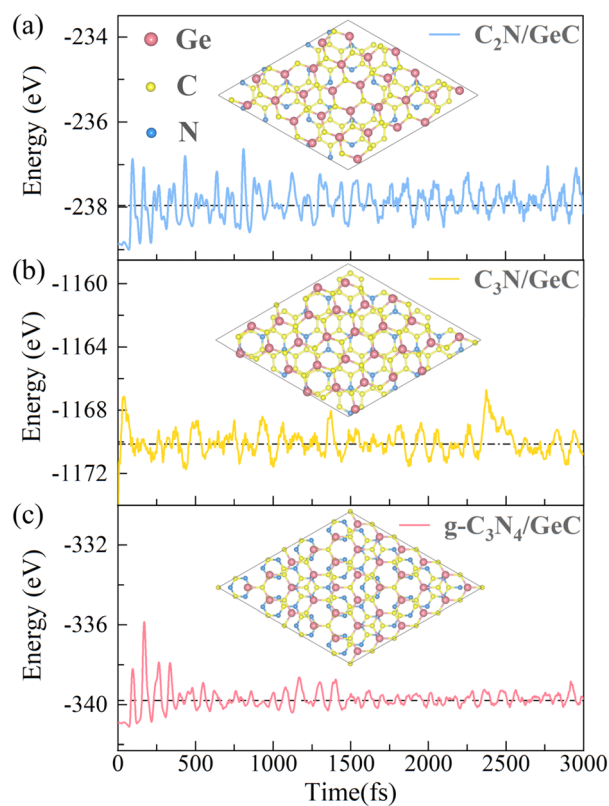 (a)
Energy (eV)
-234
-236
-238
Ge
C
N
C₂N/GeC
(b)
Energy (eV)
-1160
-1164
-1168
-1172
C₃N/GeC
(c)
Energy (eV)
-332
-336
-340
g-C₃N₄/GeC
0 500 1000 1500 2000 2500 3000
Time(fs)